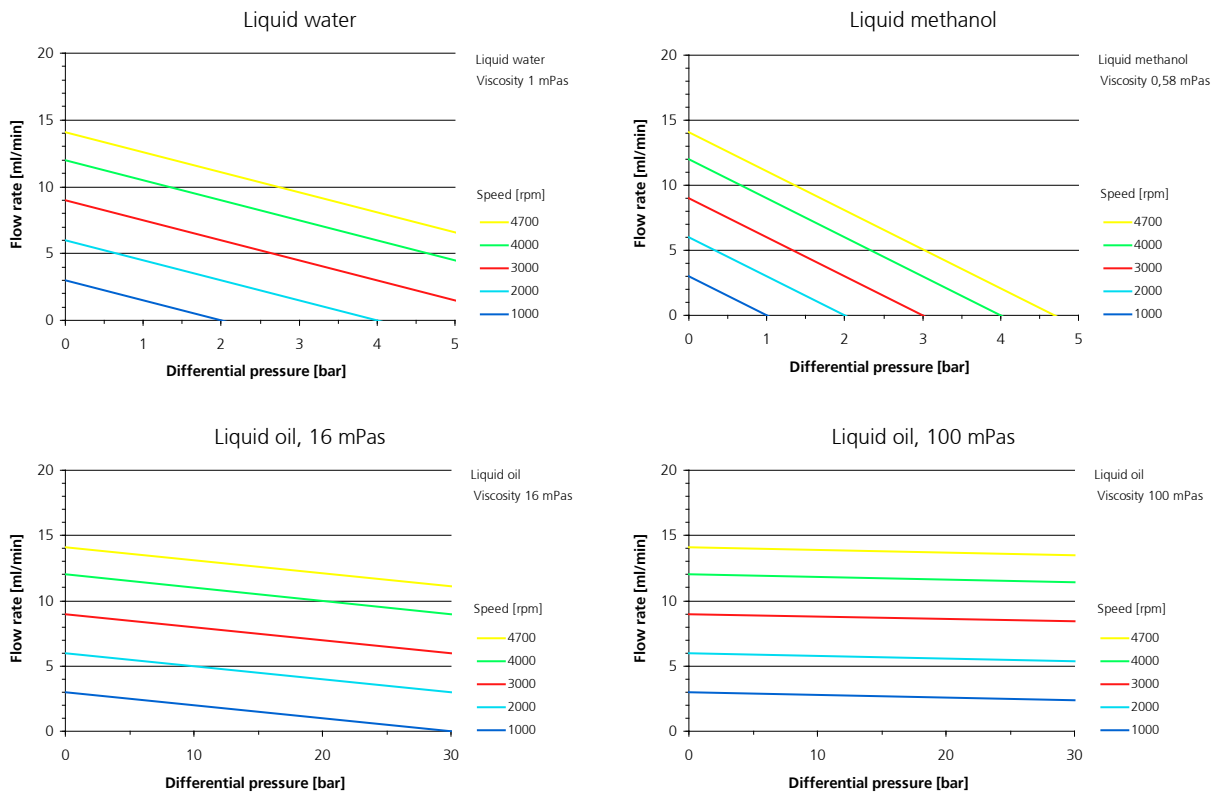 Liquid water
20
15
10
5
0
Flow rate [ml/min]
0 1 2 3 4 5
Differential pressure [bar]
Liquid water
Viscosity 1 mPas
Speed [rpm]
4700
4000
3000
2000
1000
Liquid methanol
20
15
10
5
0
Flow rate [ml/min]
0 1 2 3 4 5
Differential pressure [bar]
Liquid methanol
Viscosity 0,58 mPas
Speed [rpm]
4700
4000
3000
2000
1000
Liquid oil, 16 mPas
20
15
10
5
0
Flow rate [ml/min]
0 10 20 30
Differential pressure [bar]
Liquid oil
Viscosity 16 mPas
Speed [rpm]
4700
4000
3000
2000
1000
Liquid oil, 100 mPas
20
15
10
5
0
Flow rate [ml/min]
0 10 20 30
Differential pressure [bar]
Liquid oil
Viscosity 100 mPas
Speed [rpm]
4700
4000
3000
2000
1000